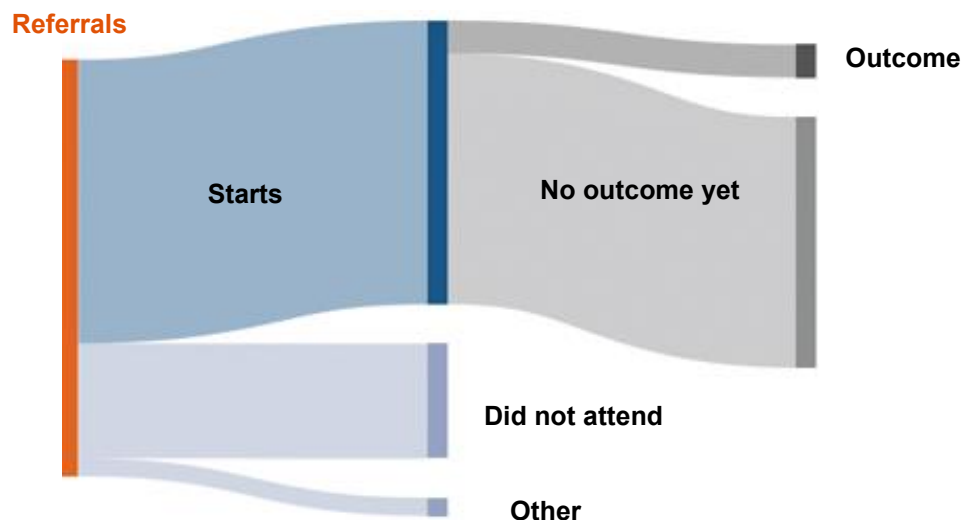 Referrals
Outcome
Starts
No outcome yet
Did not attend
Other